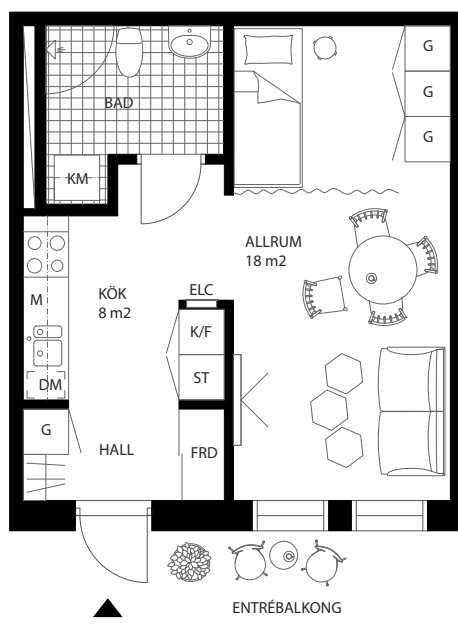 G
G
G
BAD
KM
ALLRUM
18 m2
KÖK
8 m2
M
ELC
K/F
ST
DM
G
HALL
FRD
ENTRÉBALKONG